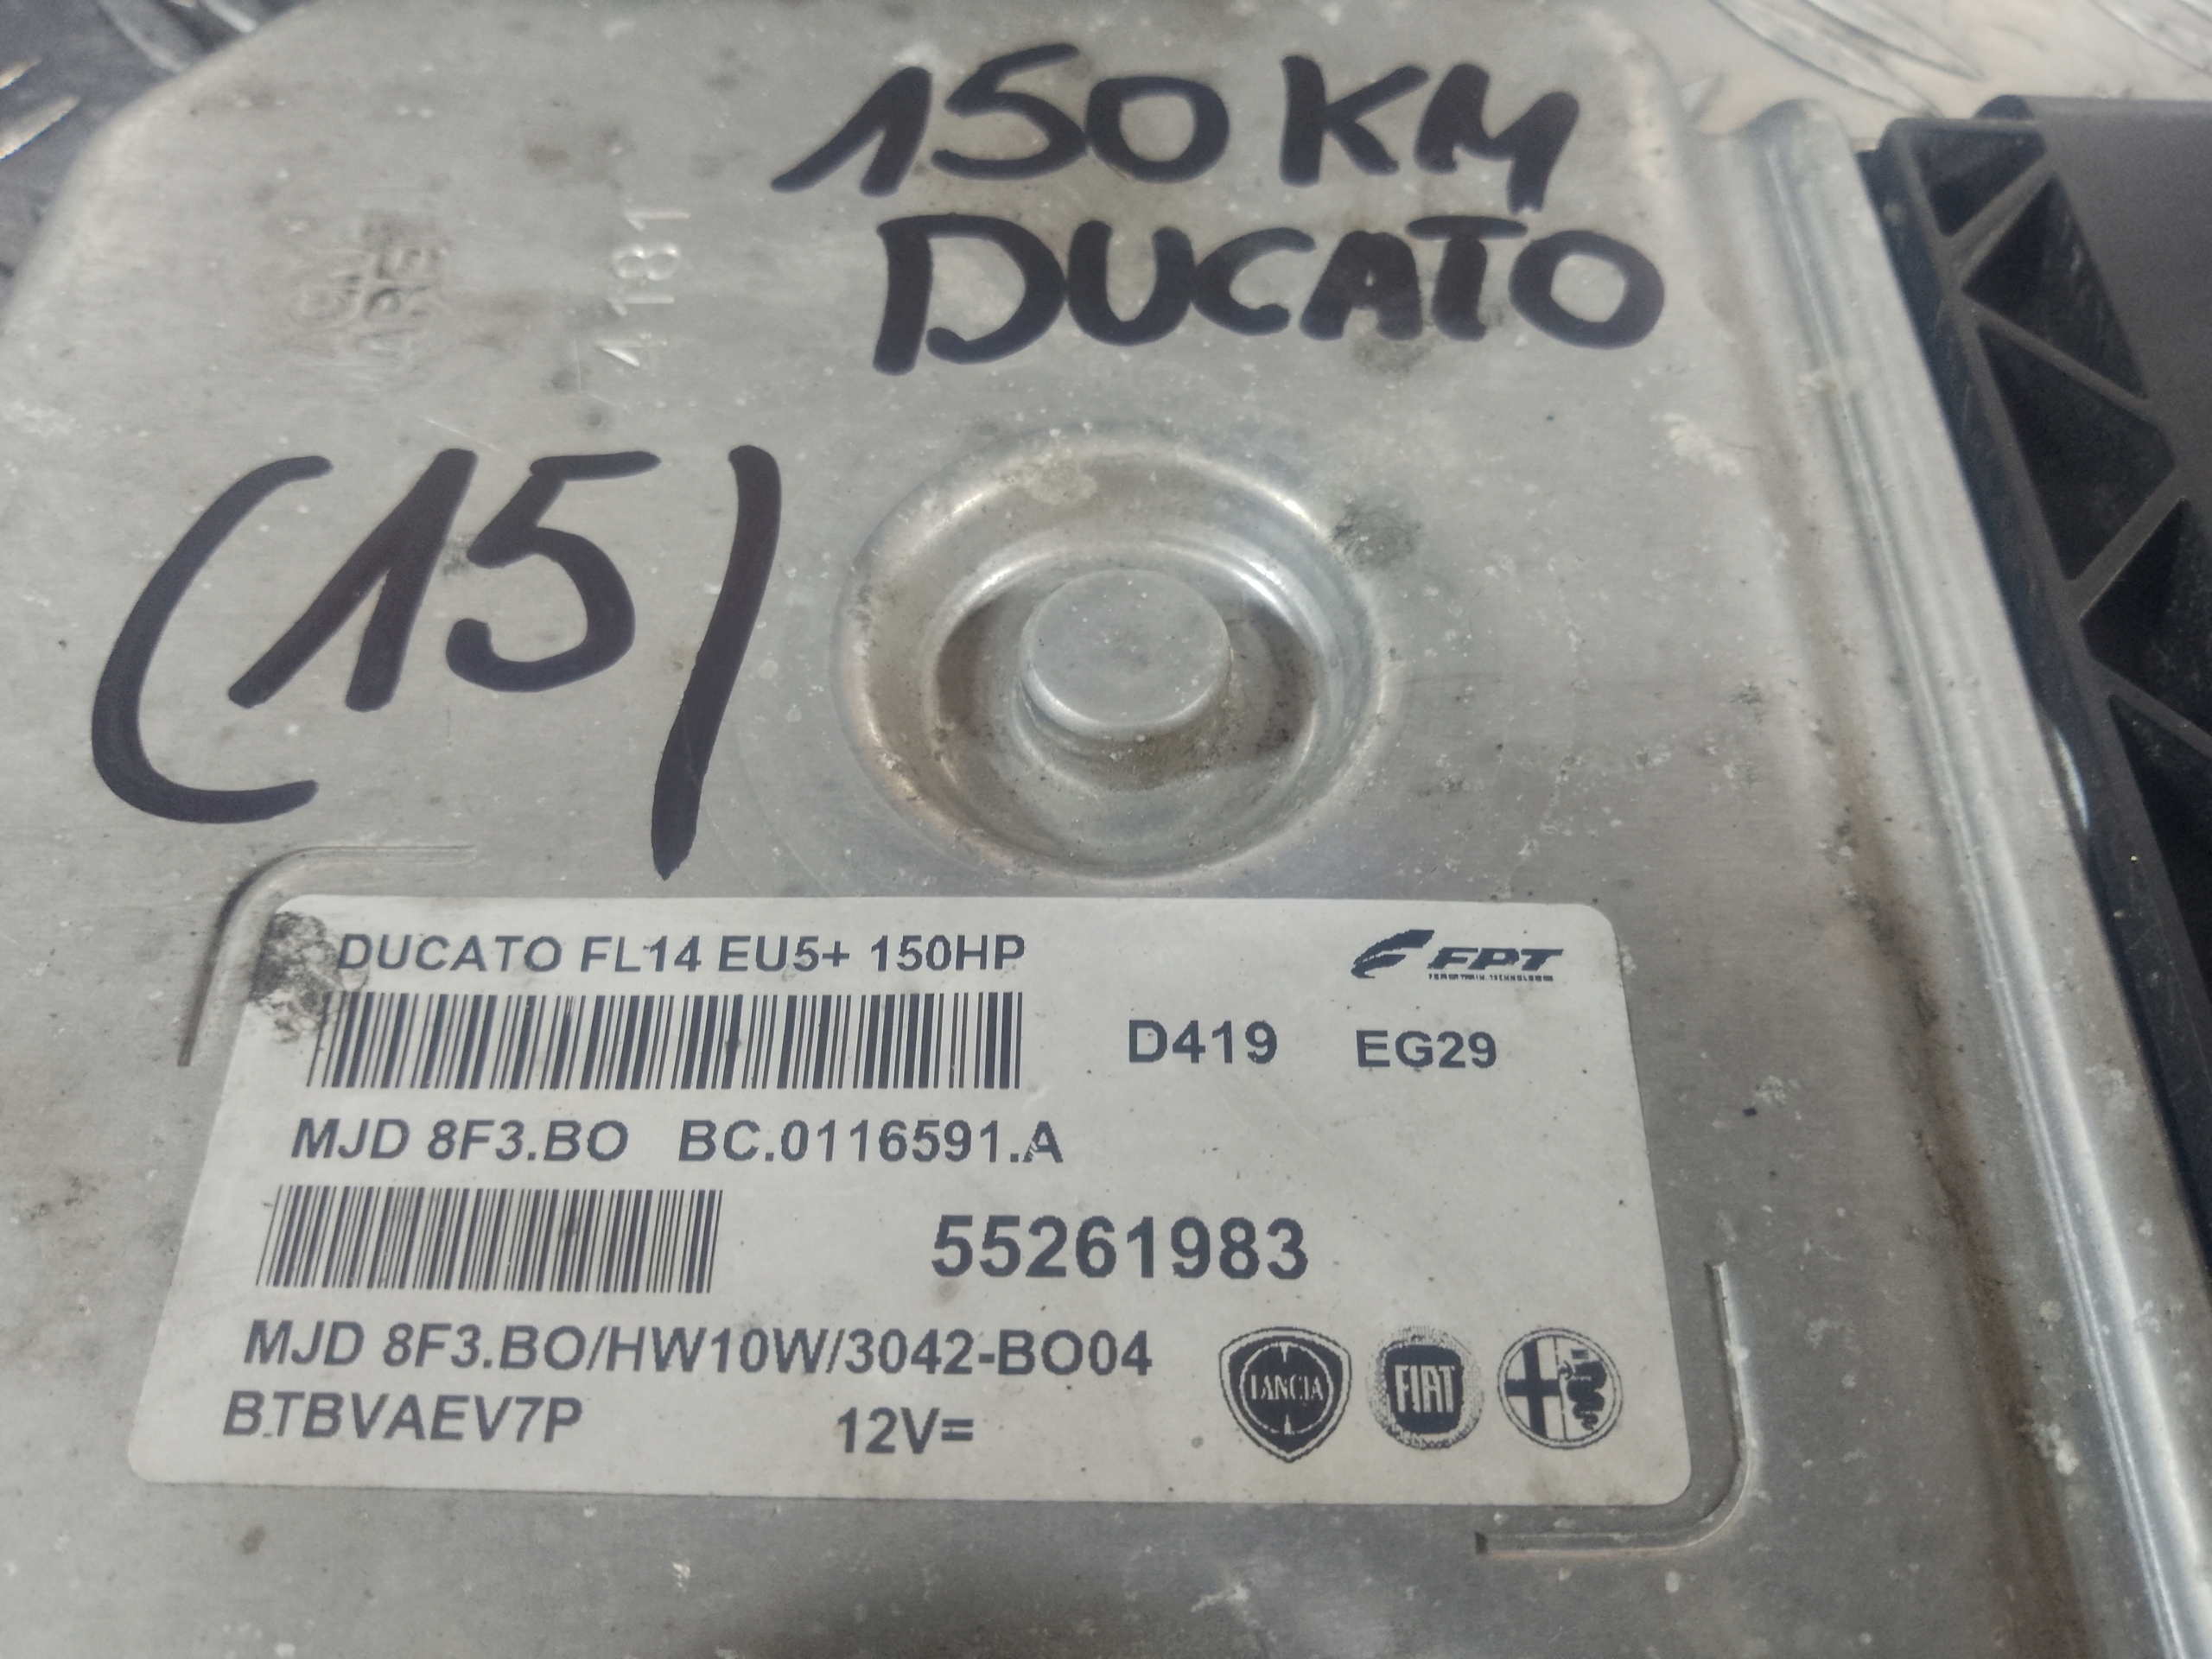 150 KM
DUCATO
4181
(15)
DUCATO FL14 EU5+ 150HP
FPT
D419 EG29
MJD 8F3.BO BC.0116591.A
55261983
MJD 8F3.BO/HW10W/3042-BO04
BTBVAEV7P 12V=
LANCIA FIAT